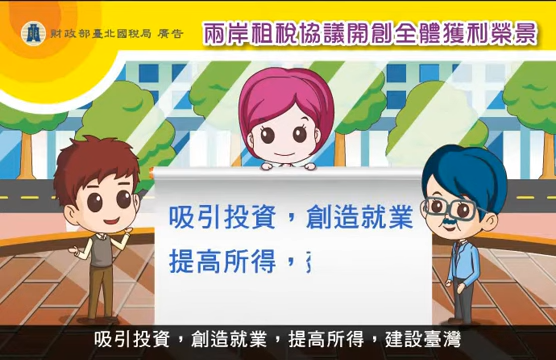 財政部臺北國稅局 廣告
兩岸租稅協議開創全體獲利榮景
吸引投資，創造就業
提高所得，
吸引投資，創造就業，提高所得，建設臺灣